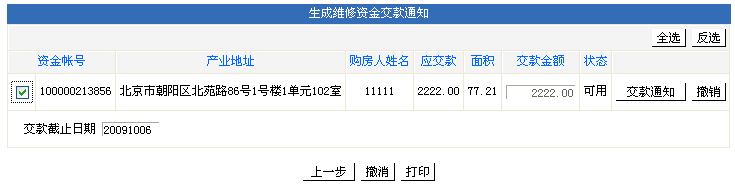 生成维修资金交款通知
全选 反选
资金帐号 产业地址 购房人姓名 应交款 面积 交款金额 状态
100000213856 北京市朝阳区北苑路86号1号楼1单元102室 11111 2222.00 77.21 2222.00 可用 交款通知 撤销
交款截止日期 20091006
上一步 撤消 打印